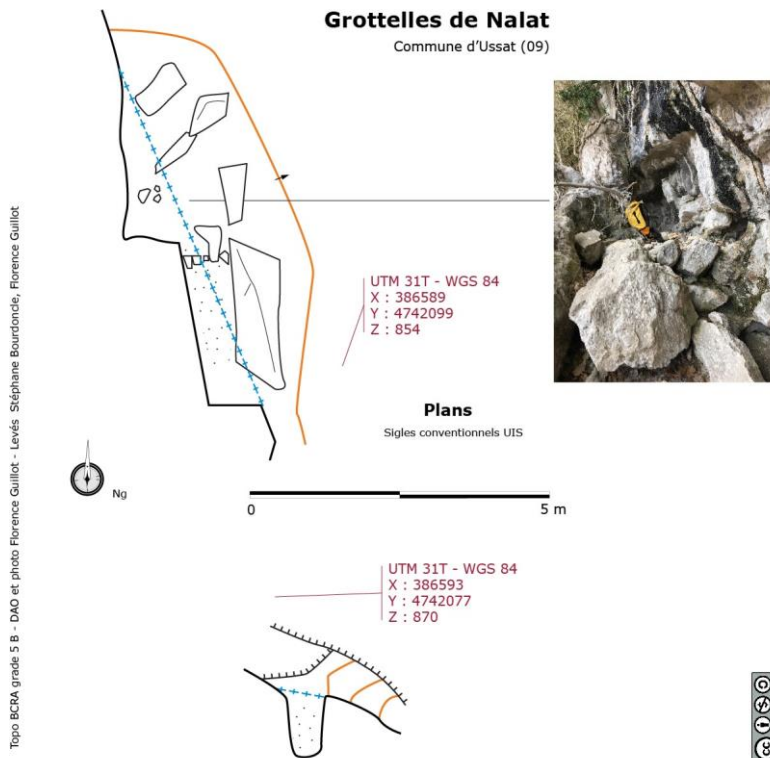 Grottelles de Nalat
Commune d'Ussat (09)
UTM 31T - WGS 84
X : 386589
Y : 4742099
Z : 854
Plans
Sigles conventionnels UIS
Ng
0 5 m
UTM 31T - WGS 84
X : 386593
Y : 4742077
Z : 870
Topo BCRA grade 5 B - DAO et photo Florence Guillot - Levés Stéphane Bourdonde, Florence Guillot
cc